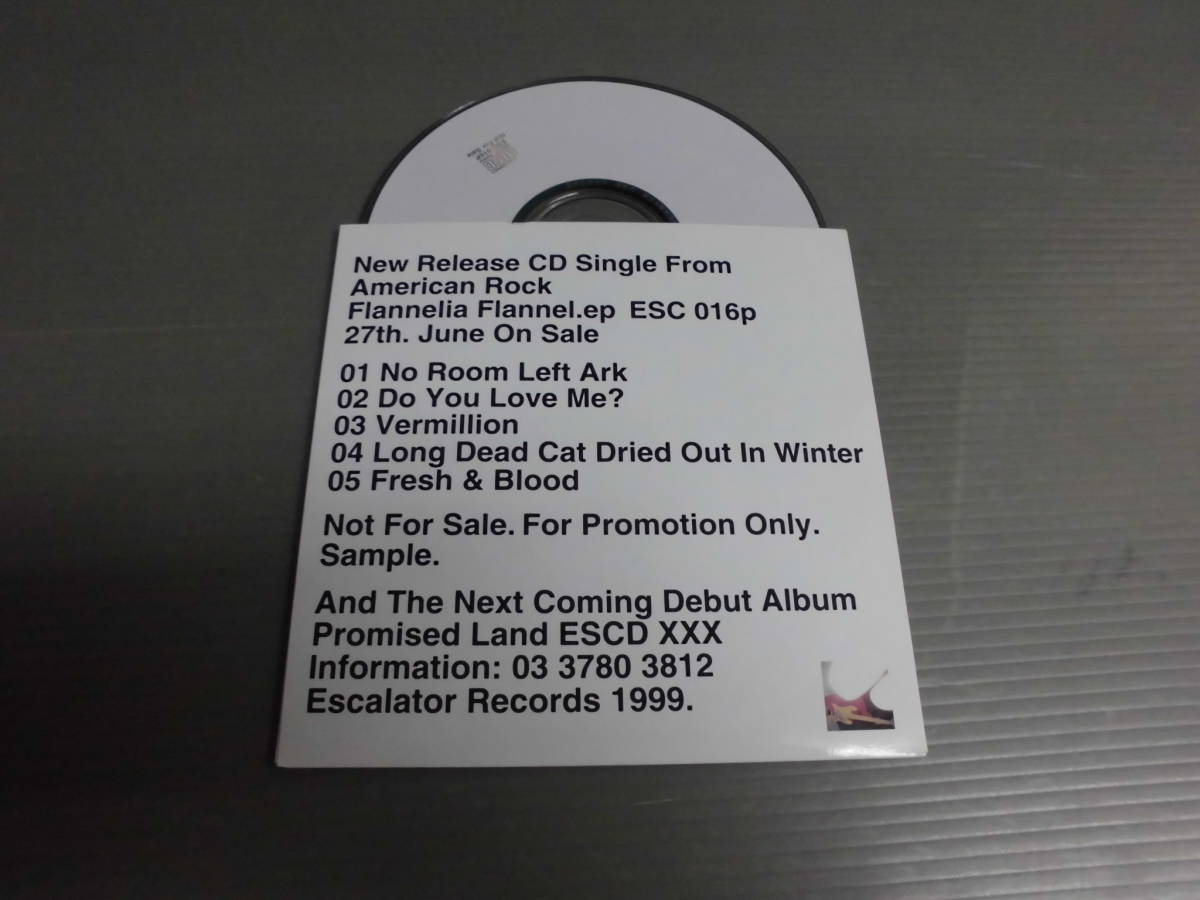 New Release CD Single From
American Rock
Flannelia Flannel.ep ESC 016p
27th. June On Sale
01 No Room Left Ark
02 Do You Love Me?
03 Vermillion
04 Long Dead Cat Dried Out In Winter
05 Fresh & Blood
Not For Sale. For Promotion Only.
Sample.
And The Next Coming Debut Album
Promised Land ESCD XXX
Information: 03 3780 3812
Escalator Records 1999.